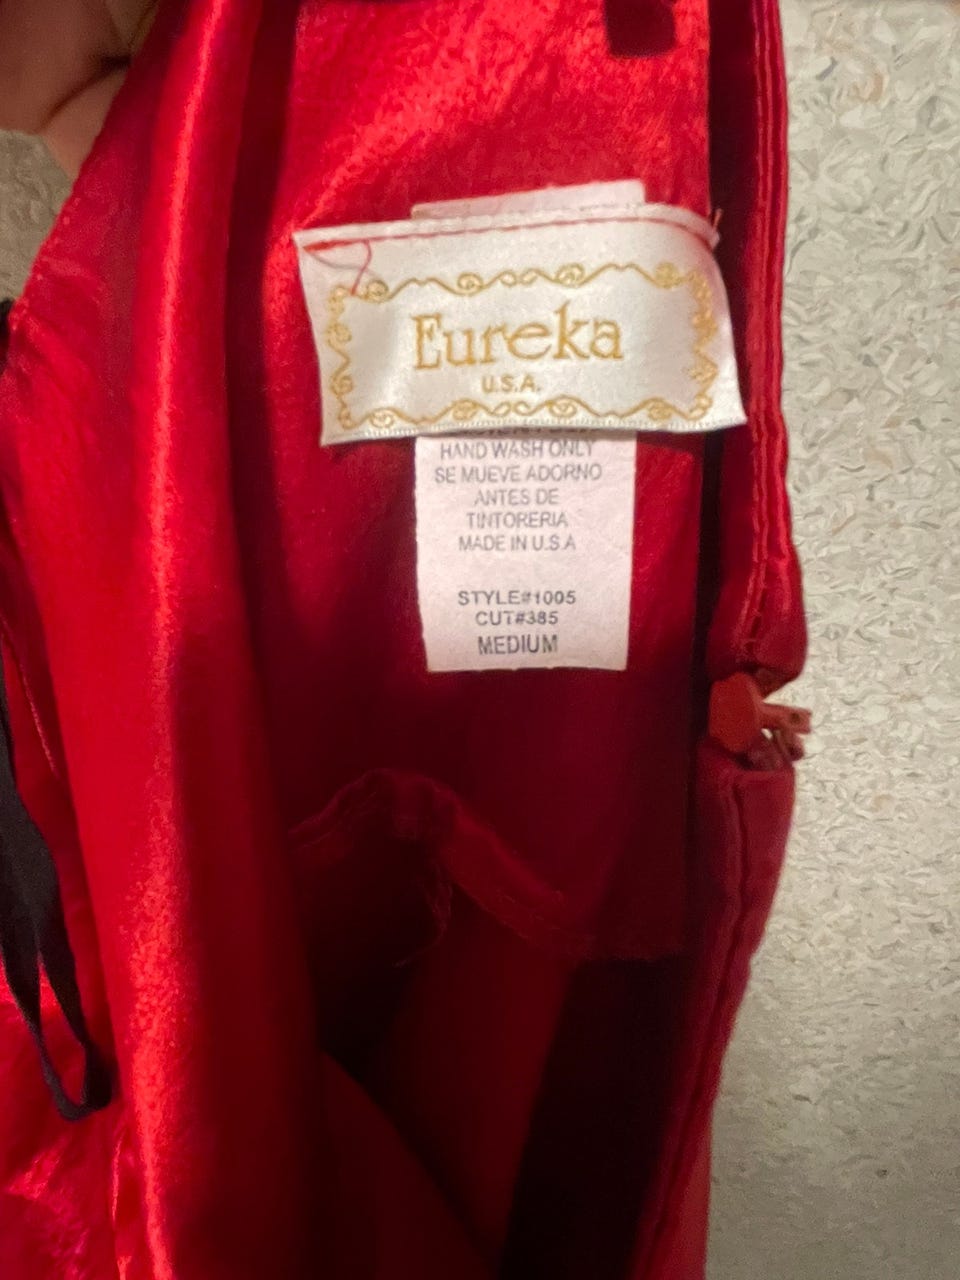 Eureka
U.S.A.
HAND WASH ONLY
SE MUEVE ADORNO
ANTES DE
TINTORERIA
MADE IN U.S.A
STYLE#1005
CUT#385
MEDIUM